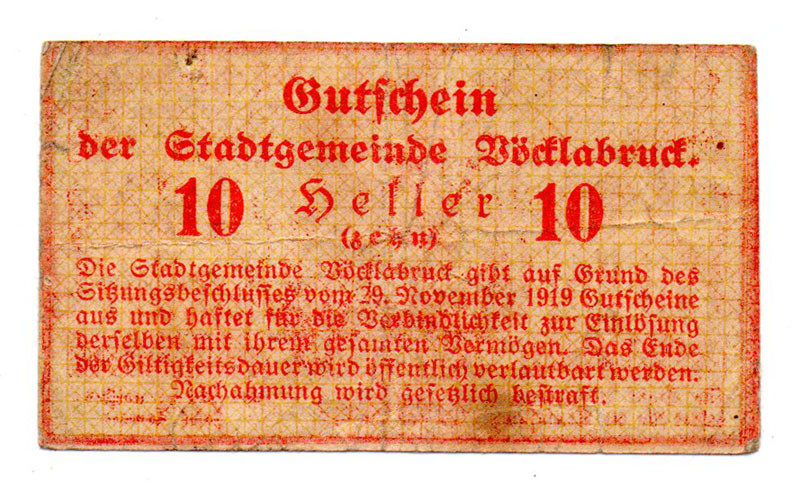 Gutschein
der Stadtgemeinde Vöcklabruck.
10 Heller 10
(zehn)
Die Stadtgemeinde Vöcklabruck gibt auf Grund des
Sitzungsbeschlusses vom 29. November 1919 Gutscheine
aus und haftet für die Verbindlichkeit zur Einlösung
derselben mit ihrem gesamten Vermögen. Das Ende
der Giltigkeitsdauer wird öffentlich verlautbart werden.
Nachahmung wird gesetzlich bestraft.